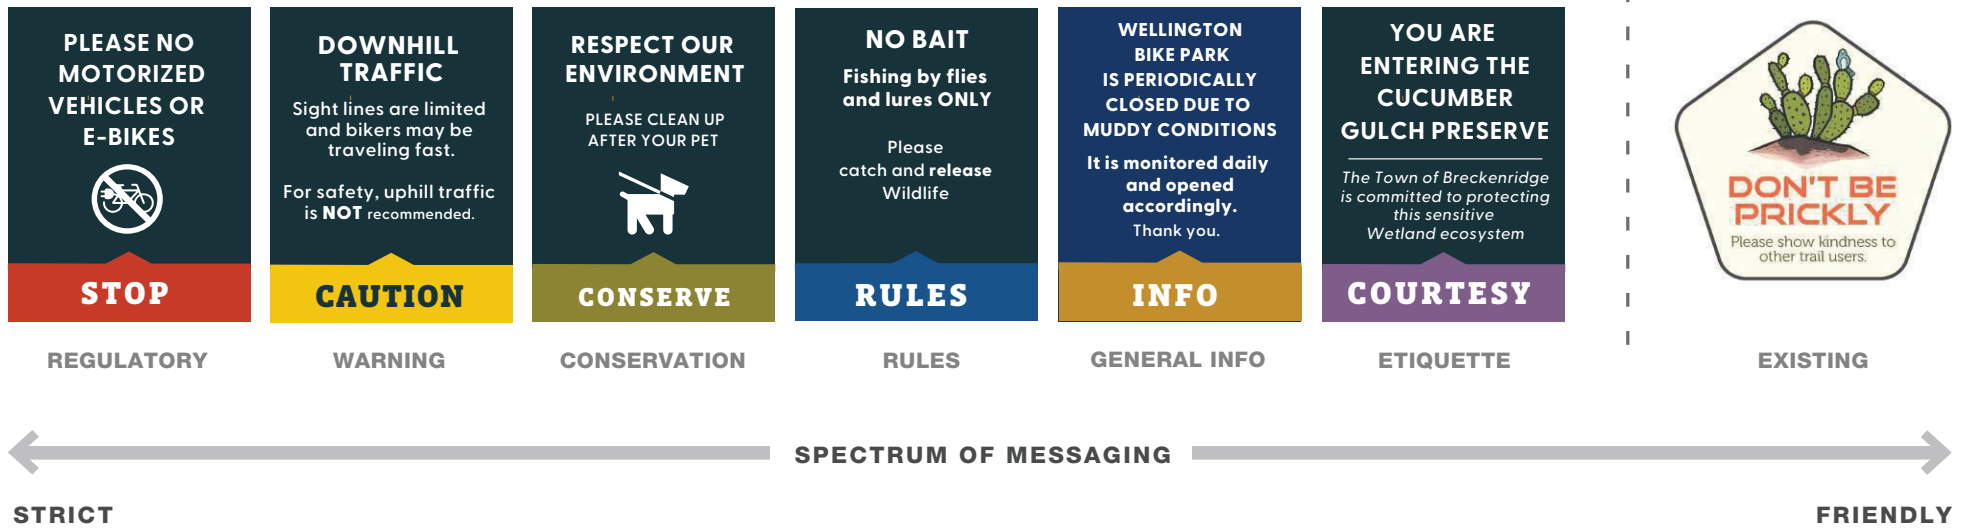 PLEASE NO
MOTORIZED
VEHICLES OR
E-BIKES
STOP
REGULATORY
DOWNHILL
TRAFFIC
Sight lines are limited
and bikers may be
traveling fast.
For safety, uphill traffic
is NOT recommended.
CAUTION
WARNING
RESPECT OUR
ENVIRONMENT
PLEASE CLEAN UP
AFTER YOUR PET
CONSERVE
CONSERVATION
NO BAIT
Fishing by flies
and lures ONLY
Please
catch and release
Wildlife
RULES
RULES
WELLINGTON
BIKE PARK
IS PERIODICALLY
CLOSED DUE TO
MUDDY CONDITIONS
It is monitored daily
and opened
accordingly.
Thank you.
INFO
GENERAL INFO
YOU ARE
ENTERING THE
CUCUMBER
GULCH PRESERVE
The Town of Breckenridge
is committed to protecting
this sensitive
Wetland ecosystem
COURTESY
ETIQUETTE
DON'T BE
PRICKLY
Please show kindness to
other trail users.
EXISTING
SPECTRUM OF MESSAGING
STRICT
FRIENDLY